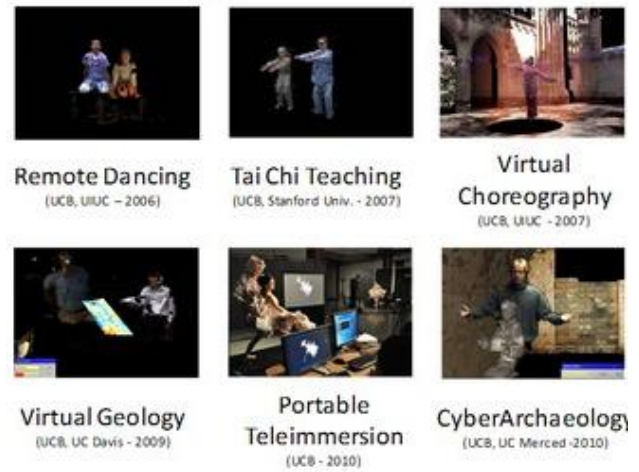 Remote Dancing
(UCB, UIUC – 2006)
Tai Chi Teaching
(UCB, Stanford Univ. - 2007)
Virtual
Choreography
(UCB, UIUC - 2007)
Virtual Geology
(UCB, UC Davis - 2009)
Portable
Teleimmersion
(UCB - 2010)
CyberArchaeology
(UCB, UC Merced -2010)